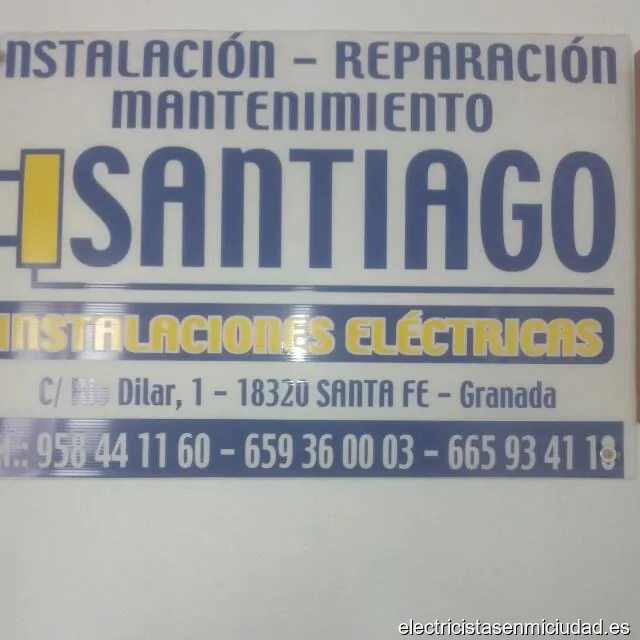 NSTALACIÓN - REPARACIÓN
MANTENIMIENTO
SANTIAGO
INSTALACIONES ELÉCTRICAS
C/ Dilar, 1 - 18320 SANTA FE - Granada
f.: 958 44 11 60 - 659 36 00 03 - 665 93 41
electricistasenmiciudad.es